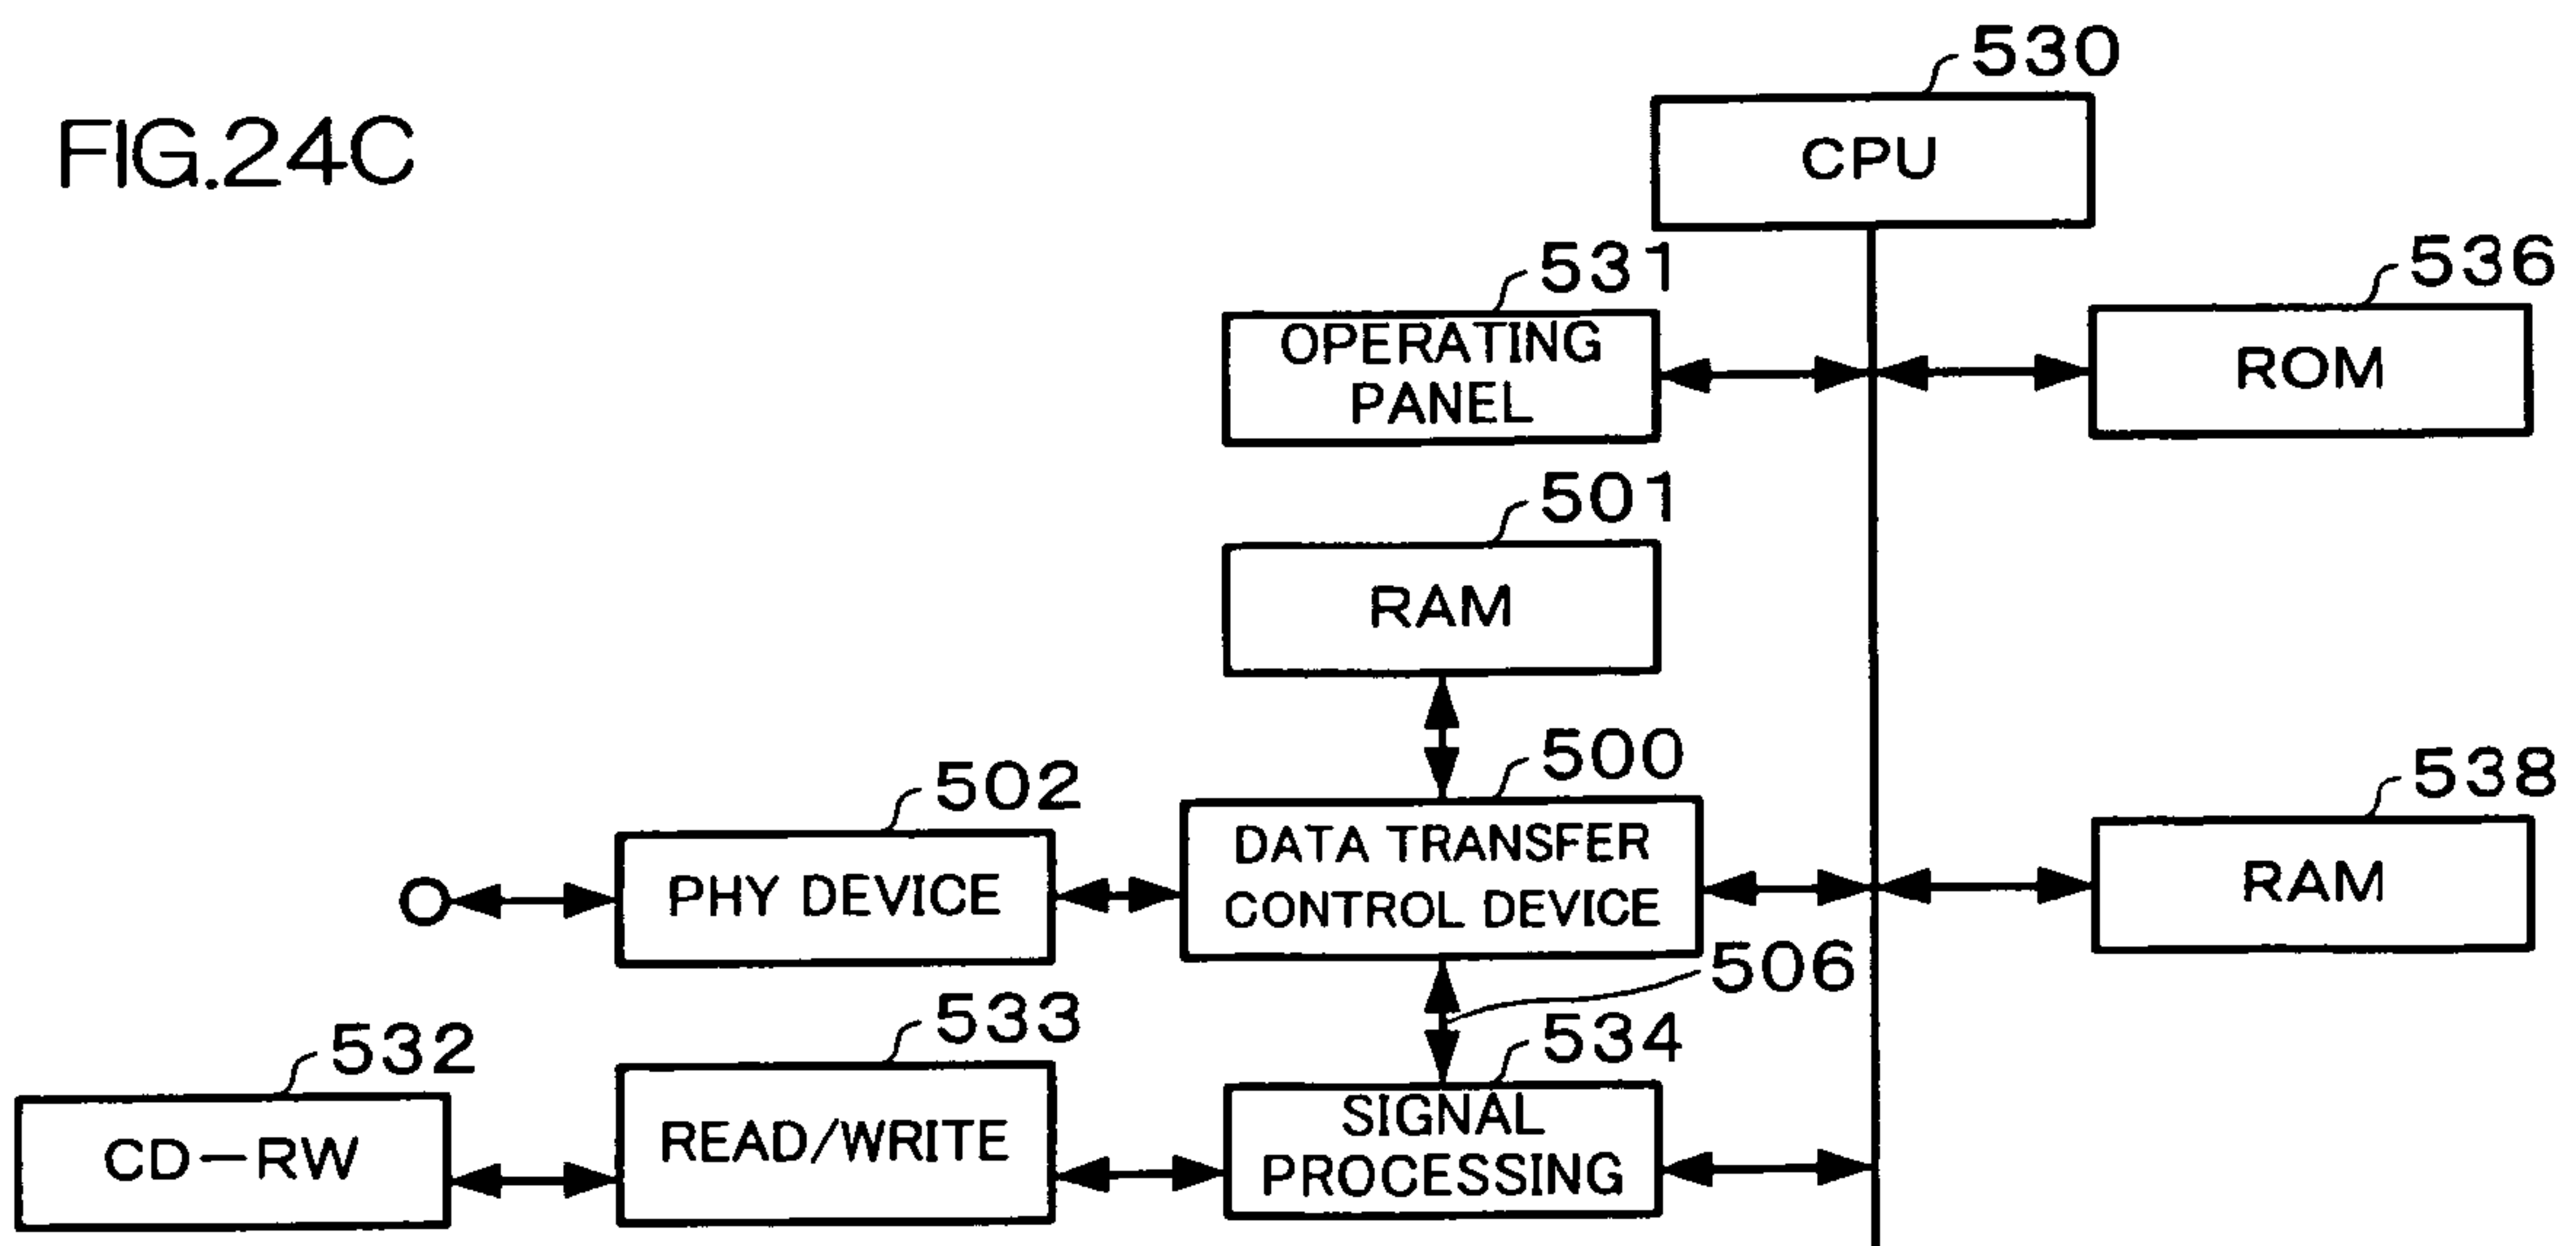 FIG.24C
530
CPU
531
OPERATING
PANEL
536
ROM
501
RAM
502
PHY DEVICE
500
DATA TRANSFER
CONTROL DEVICE
538
RAM
506
532
CD-RW
533
READ/WRITE
534
SIGNAL
PROCESSING